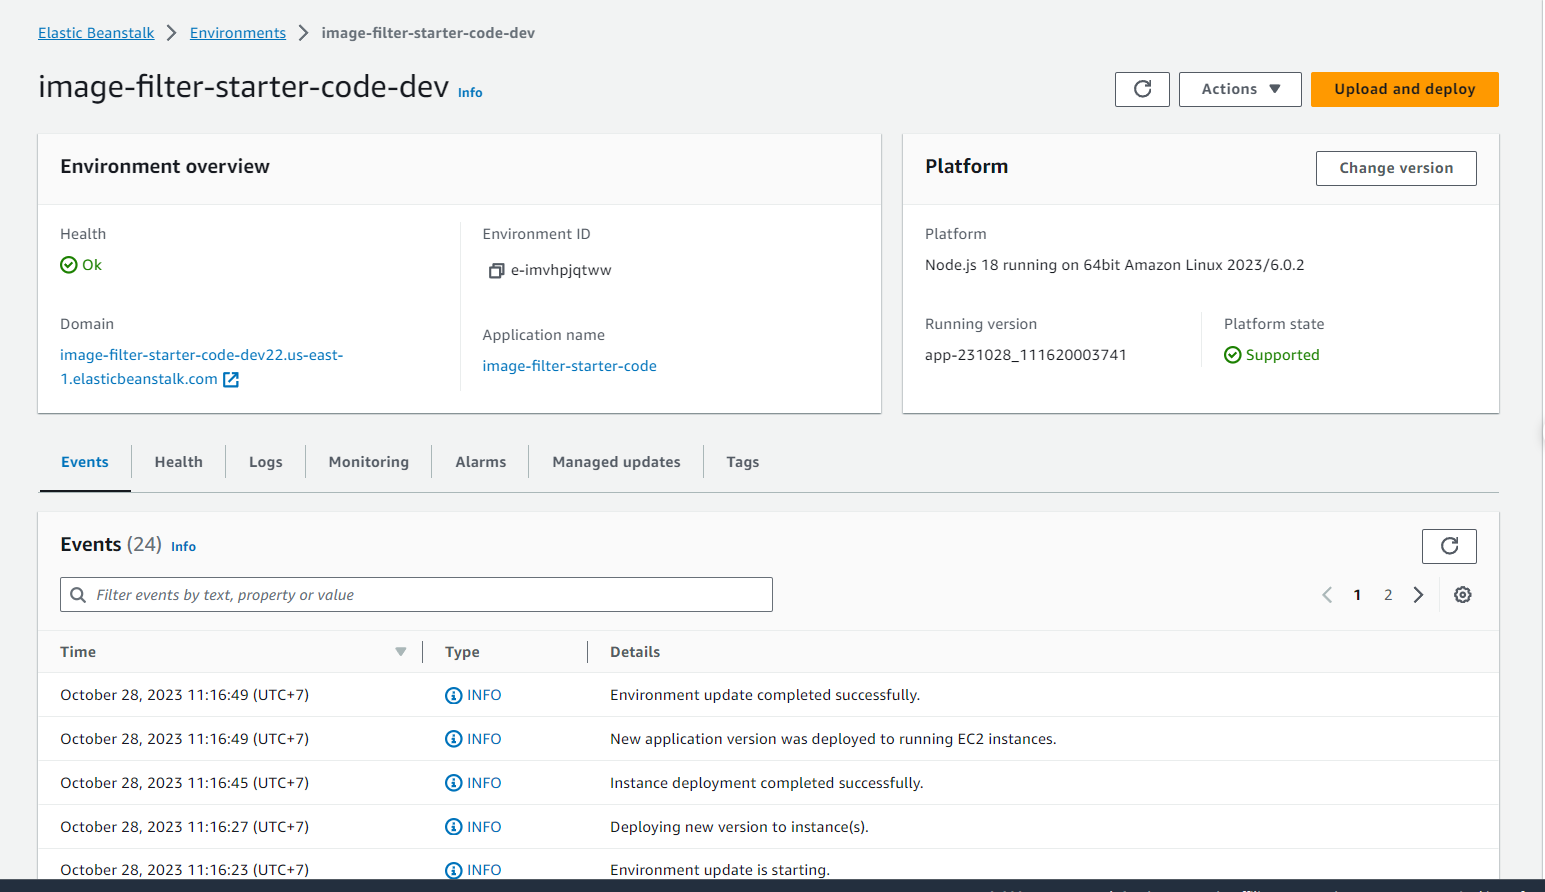 Elastic Beanstalk > Environments > image-filter-starter-code-dev
image-filter-starter-code-dev Info
Actions
Upload and deploy
Environment overview
Health
Ok
Domain
image-filter-starter-code-dev22.us-east-
1.elasticbeanstalk.com
Environment ID
e-imvhpjqtww
Application name
image-filter-starter-code
Platform
Change version
Platform
Node.js 18 running on 64bit Amazon Linux 2023/6.0.2
Running version
app-231028_111620003741
Platform state
Supported
Events Health Logs Monitoring Alarms Managed updates Tags
Events (24) Info
Filter events by text, property or value
1 2
Time Type Details
October 28, 2023 11:16:49 (UTC+7) INFO Environment update completed successfully.
October 28, 2023 11:16:49 (UTC+7) INFO New application version was deployed to running EC2 instances.
October 28, 2023 11:16:45 (UTC+7) INFO Instance deployment completed successfully.
October 28, 2023 11:16:27 (UTC+7) INFO Deploying new version to instance(s).
October 28, 2023 11:16:23 (UTC+7) INFO Environment update is starting.